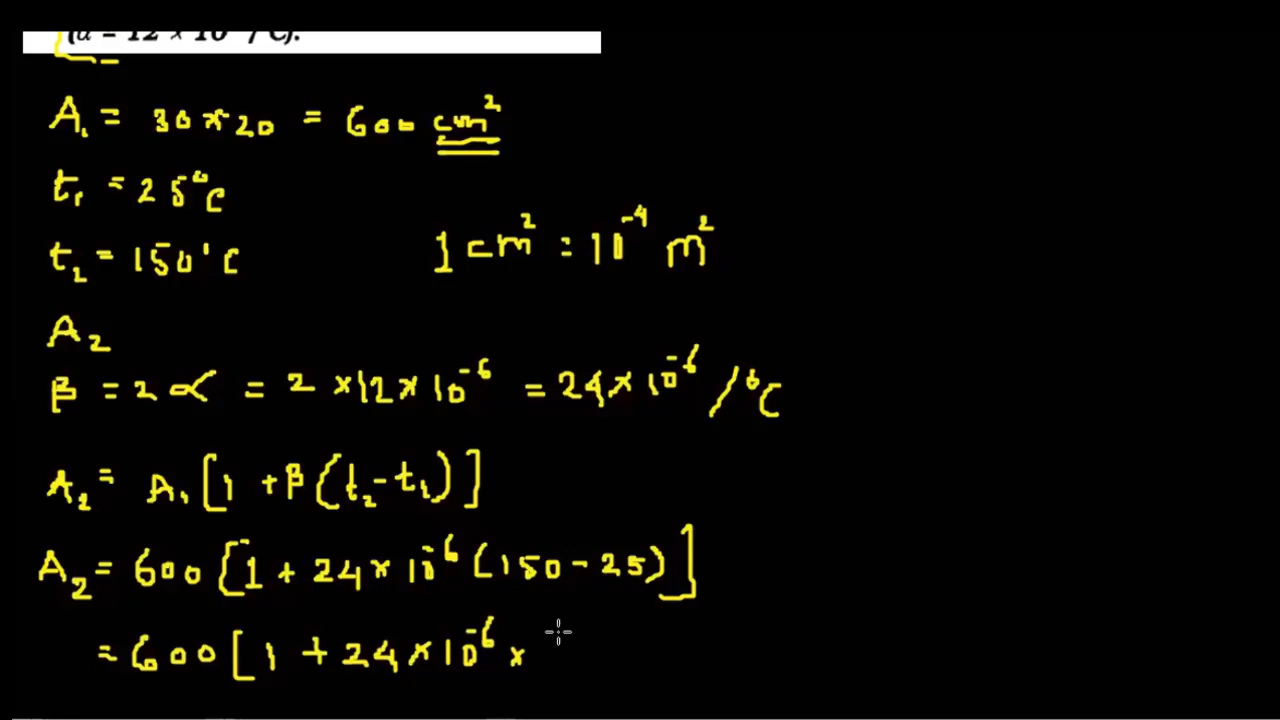 (α = 12 × 10 / C).
A₁ = 30 × 20 = 600 cm²
t₁ = 25°C
t₂ = 150°C
1 cm² = 10⁻⁴ m²
A₂
β = 2α = 2 × 12 × 10⁻⁶ = 24 × 10⁻⁶ /°C
A₂ = A₁ [1 + β (t₂ - t₁)]
A₂ = 600 [1 + 24 × 10⁻⁶ (150 - 25)]
= 600 [1 + 24 × 10⁻⁶ ×